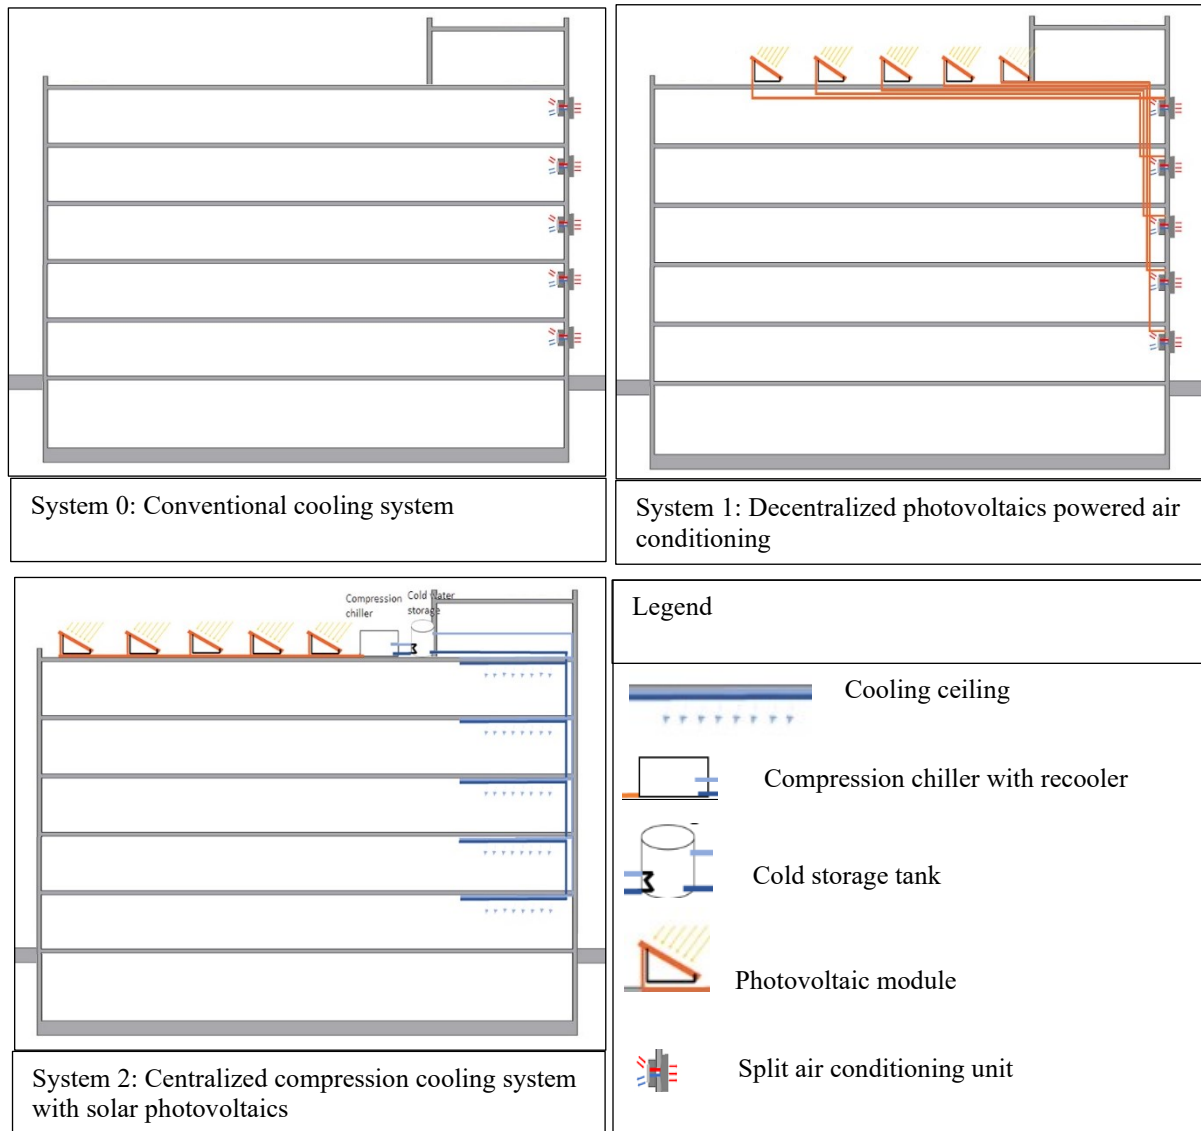 System 0: Conventional cooling system
System 1: Decentralized photovoltaics powered air
conditioning
Compression
chiller
Cold water
storage
System 2: Centralized compression cooling system
with solar photovoltaics
Legend
Cooling ceiling
Compression chiller with recooler
Cold storage tank
Photovoltaic module
Split air conditioning unit